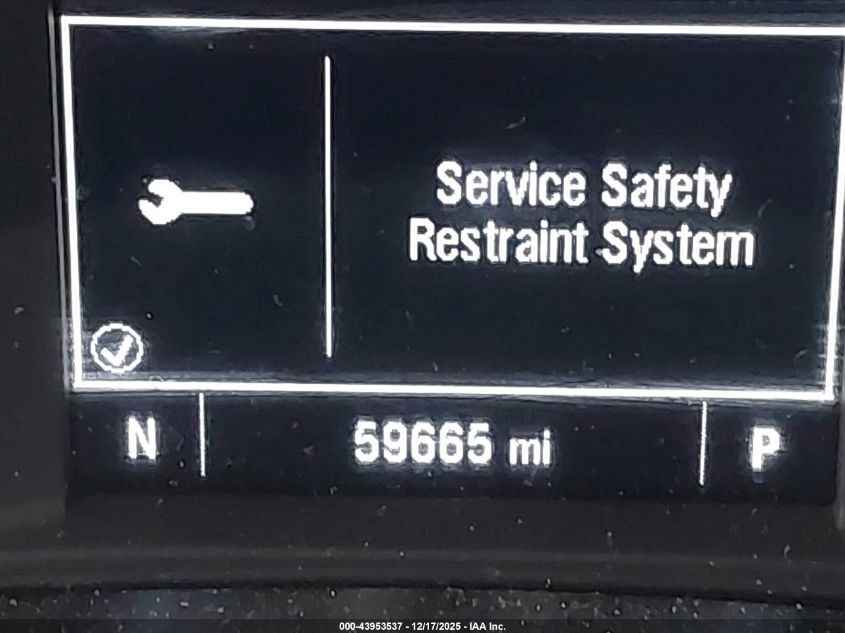 Service Safety
Restraint System
N 59665 mi P
000-43953537 - 12/17/2025 - IAA Inc.